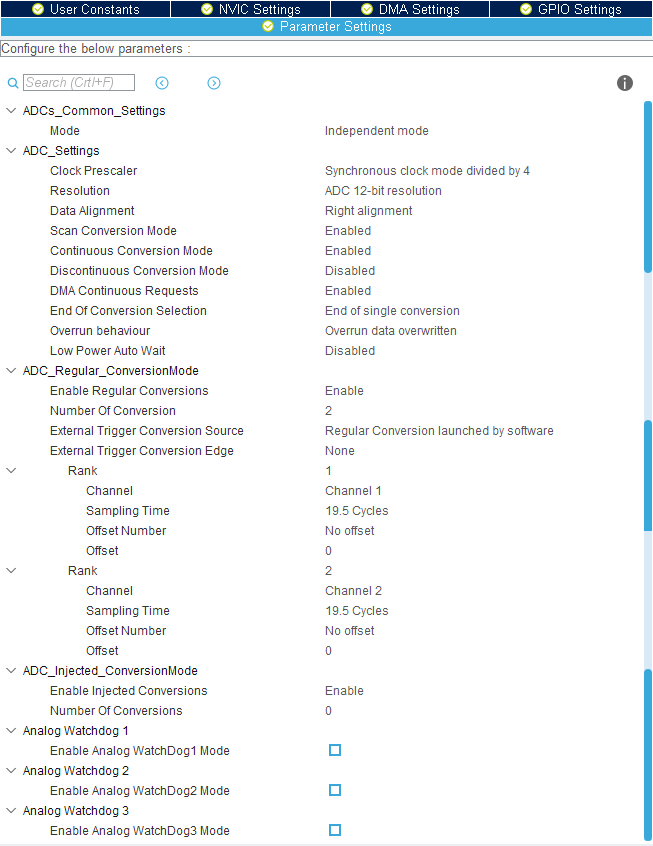 User Constants NVIC Settings DMA Settings GPIO Settings
Parameter Settings
Configure the below parameters :
Search (CrtI+F)
ADCs_Common_Settings
Mode Independent mode
ADC_Settings
Clock Prescaler Synchronous clock mode divided by 4
Resolution ADC 12-bit resolution
Data Alignment Right alignment
Scan Conversion Mode Enabled
Continuous Conversion Mode Enabled
Discontinuous Conversion Mode Disabled
DMA Continuous Requests Enabled
End Of Conversion Selection End of single conversion
Overrun behaviour Overrun data overwritten
Low Power Auto Wait Disabled
ADC_Regular_ConversionMode
Enable Regular Conversions Enable
Number Of Conversion 2
External Trigger Conversion Source Regular Conversion launched by software
External Trigger Conversion Edge None
Rank 1
Channel Channel 1
Sampling Time 19.5 Cycles
Offset Number No offset
Offset 0
Rank 2
Channel Channel 2
Sampling Time 19.5 Cycles
Offset Number No offset
Offset 0
ADC_Injected_ConversionMode
Enable Injected Conversions Enable
Number Of Conversions 0
Analog Watchdog 1
Enable Analog WatchDog1 Mode
Analog Watchdog 2
Enable Analog WatchDog2 Mode
Analog Watchdog 3
Enable Analog WatchDog3 Mode